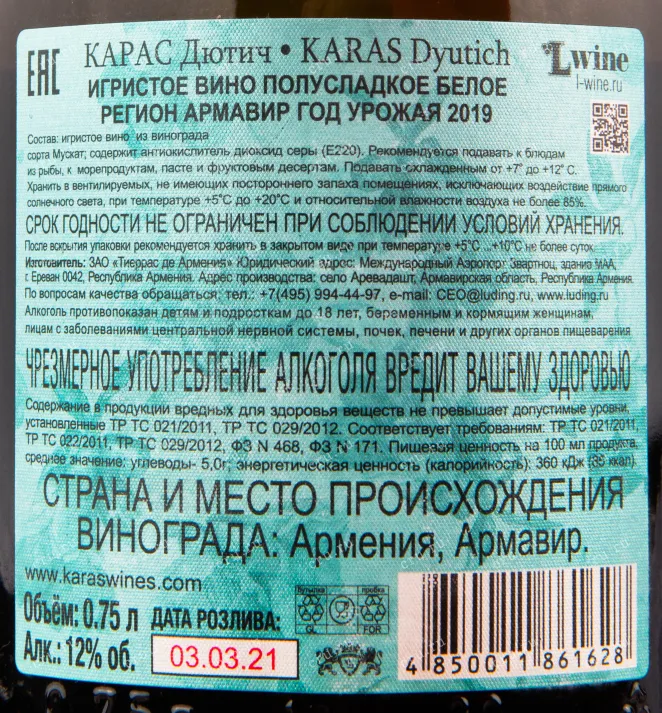 EAC
КАРАС Дютич • KARAS Dyutich
Lwine
l-wine.ru
ИГРИСТОЕ ВИНО ПОЛУСЛАДКОЕ БЕЛОЕ
РЕГИОН АРМАВИР ГОД УРОЖАЯ 2019
Состав: игристое вино из винограда
сорта Мускат; содержит антиокислитель диоксид серы (Е220). Рекомендуется подавать к блюдам
из рыбы, к морепродуктам, пасте и фруктовым десертам. Подавать охлажденным от +7° до +12° С.
Хранить в вентилируемых, не имеющих постороннего запаха помещениях, исключающих воздействие прямого
солнечного света, при температуре +5°С до +20°С и относительной влажности воздуха не более 85%.
СРОК ГОДНОСТИ НЕ ОГРАНИЧЕН ПРИ СОБЛЮДЕНИИ УСЛОВИЙ ХРАНЕНИЯ.
После вскрытия упаковки рекомендуется хранить в закрытом виде при температуре +5°С ...+10°С не более суток
Изготовитель: ЗАО «Тиеррас де Армения» Юридический адрес: Международный Аэропорт Звартноц, здание МАА,
г. Ереван 0042, Республика Армения. Адрес производства: село Аревадашт, Армавирская область, Республика Армения.
По вопросам качества обращаться: тел.: +7(495) 994-44-97, e-mail: CEO@luding.ru, www.luding.ru
Алкоголь противопоказан детям и подросткам до 18 лет, беременным и кормящим женщинам,
лицам с заболеваниями центральной нервной системы, почек, печени и других органов пищеварения
ЧРЕЗМЕРНОЕ УПОТРЕБЛЕНИЕ АЛКОГОЛЯ ВРЕДИТ ВАШЕМУ ЗДОРОВЬЮ
Содержание в продукции вредных для здоровья веществ не превышает допустимые уровни,
установленные ТР ТС 021/2011, ТР ТС 029/2012. Соответствует требованиям: ТР ТС 021/2011,
ТР ТС 022/2011, ТР ТС 029/2012, ФЗ N 468, ФЗ N 171. Пищевая ценность на 100 мл продукта,
среднее значение: углеводы- 5,0г; энергетическая ценность (калорийность): 360 кДж (85 ккал)
СТРАНА И МЕСТО ПРОИСХОЖДЕНИЯ
ВИНОГРАДА: Армения, Армавир.
www.karaswines.com
Объём: 0.75 л ДАТА РОЗЛИВА:
Алк.: 12% об. 03.03.21
бутылка пробка
GL FOR
4 850011 861628